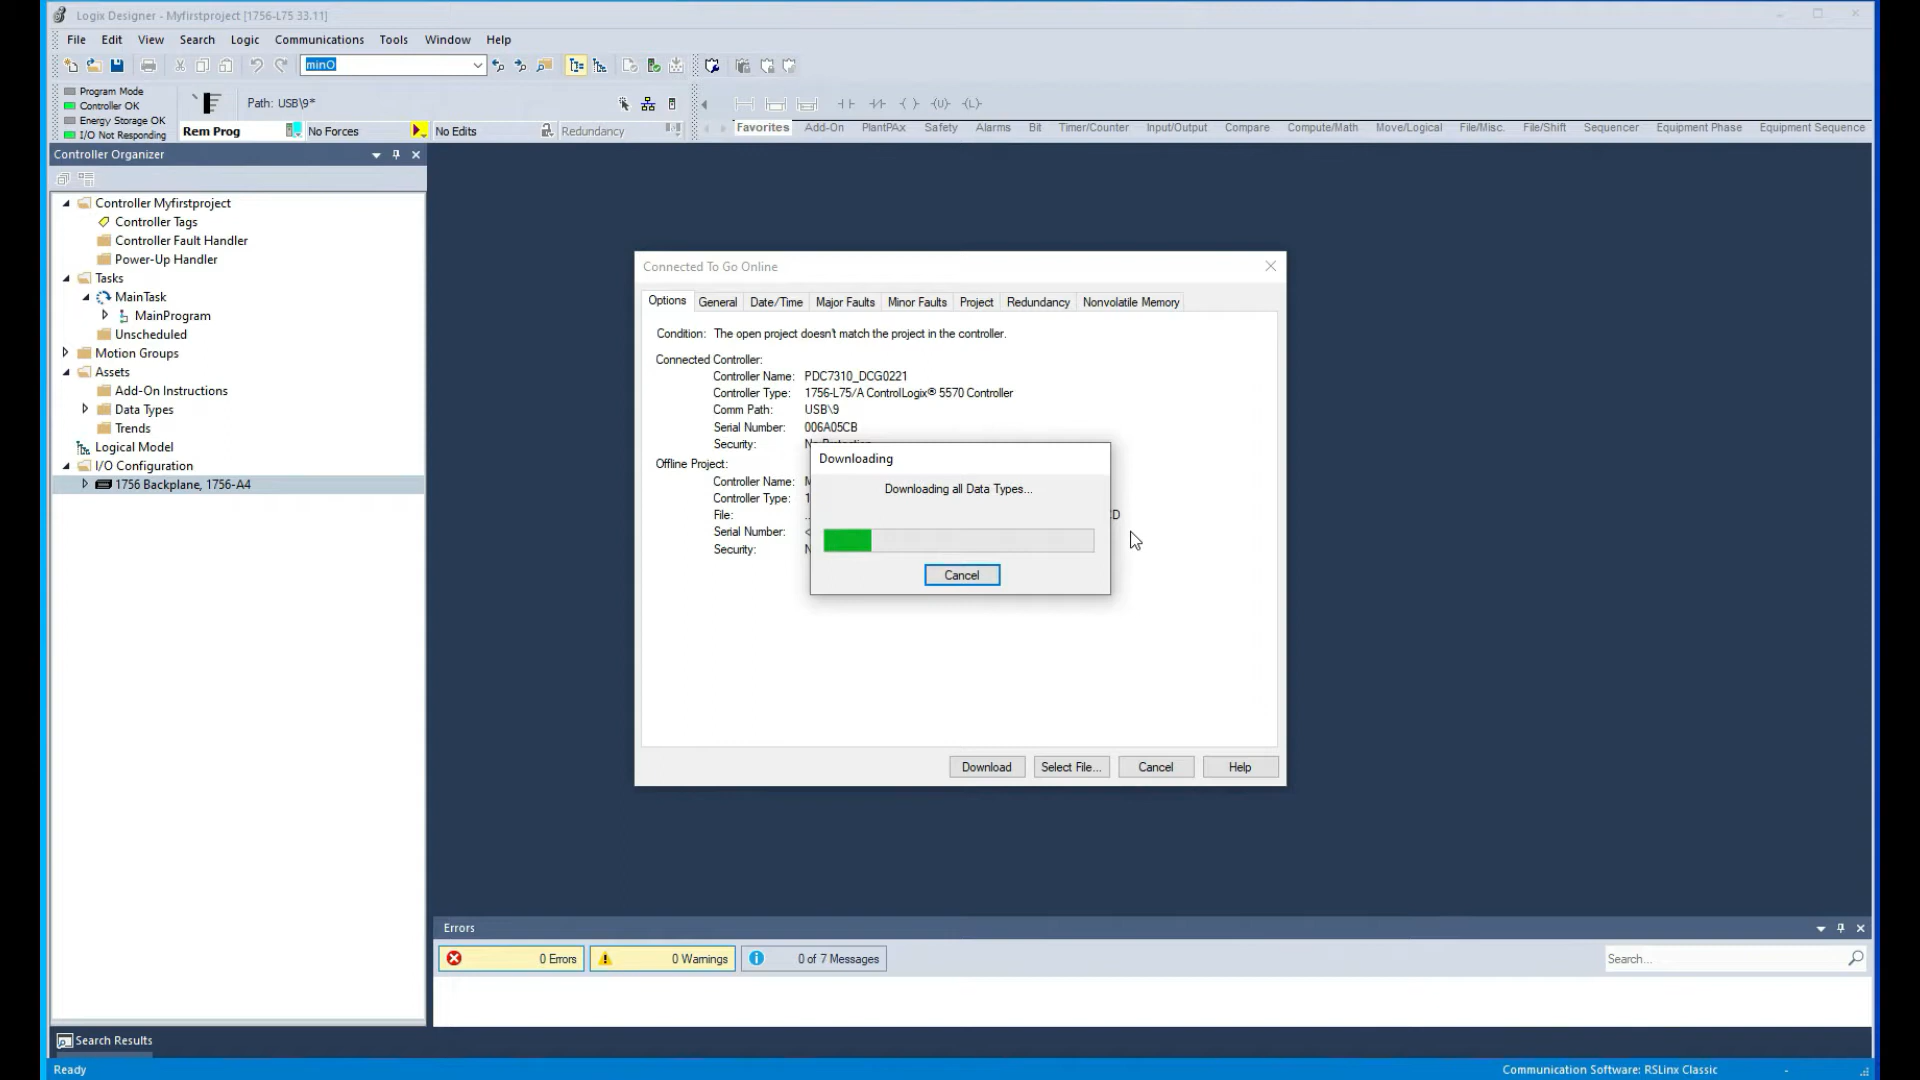 Logix Designer - Myfirstproject [1756-L75 33.11]
File Edit View Search Logic Communications Tools Window Help
minO
Program Mode
Controller OK
Energy Storage OK
I/O Not Responding
Path: USB\9*
Rem Prog
No Forces
No Edits
Redundancy
Favorites Add-On PlantPAx Safety Alarms Bit Timer/Counter Input/Output Compare Compute/Math Move/Logical File/Misc. File/Shift Sequencer Equipment Phase Equipment Sequence
Controller Organizer
Controller Myfirstproject
Controller Tags
Controller Fault Handler
Power-Up Handler
Tasks
MainTask
MainProgram
Unscheduled
Motion Groups
Assets
Add-On Instructions
Data Types
Trends
Logical Model
I/O Configuration
1756 Backplane, 1756-A4
Connected To Go Online
Options General Date/Time Major Faults Minor Faults Project Redundancy Nonvolatile Memory
Condition: The open project doesn't match the project in the controller.
Connected Controller:
Controller Name: PDC7310_DCG0221
Controller Type: 1756-L75/A ControlLogix® 5570 Controller
Comm Path: USB\9
Serial Number: 006A05CB
Security:
Offline Project:
Controller Name:
Controller Type:
File:
Serial Number:
Security:
Downloading
Downloading all Data Types...
Cancel
Download Select File... Cancel Help
Errors
0 Errors 0 Warnings 0 of 7 Messages
Search...
Search Results
Ready
Communication Software: RSLinx Classic